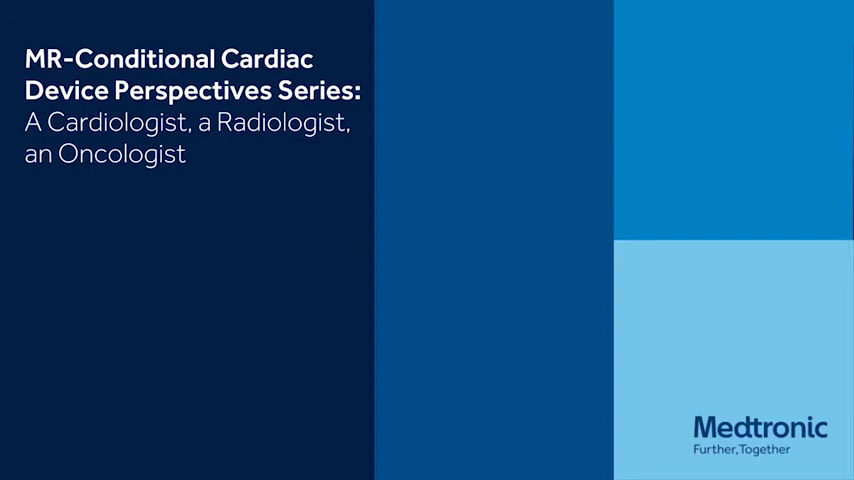 MR-Conditional Cardiac
Device Perspectives Series:
A Cardiologist, a Radiologist,
an Oncologist
Medtronic
Further,Together